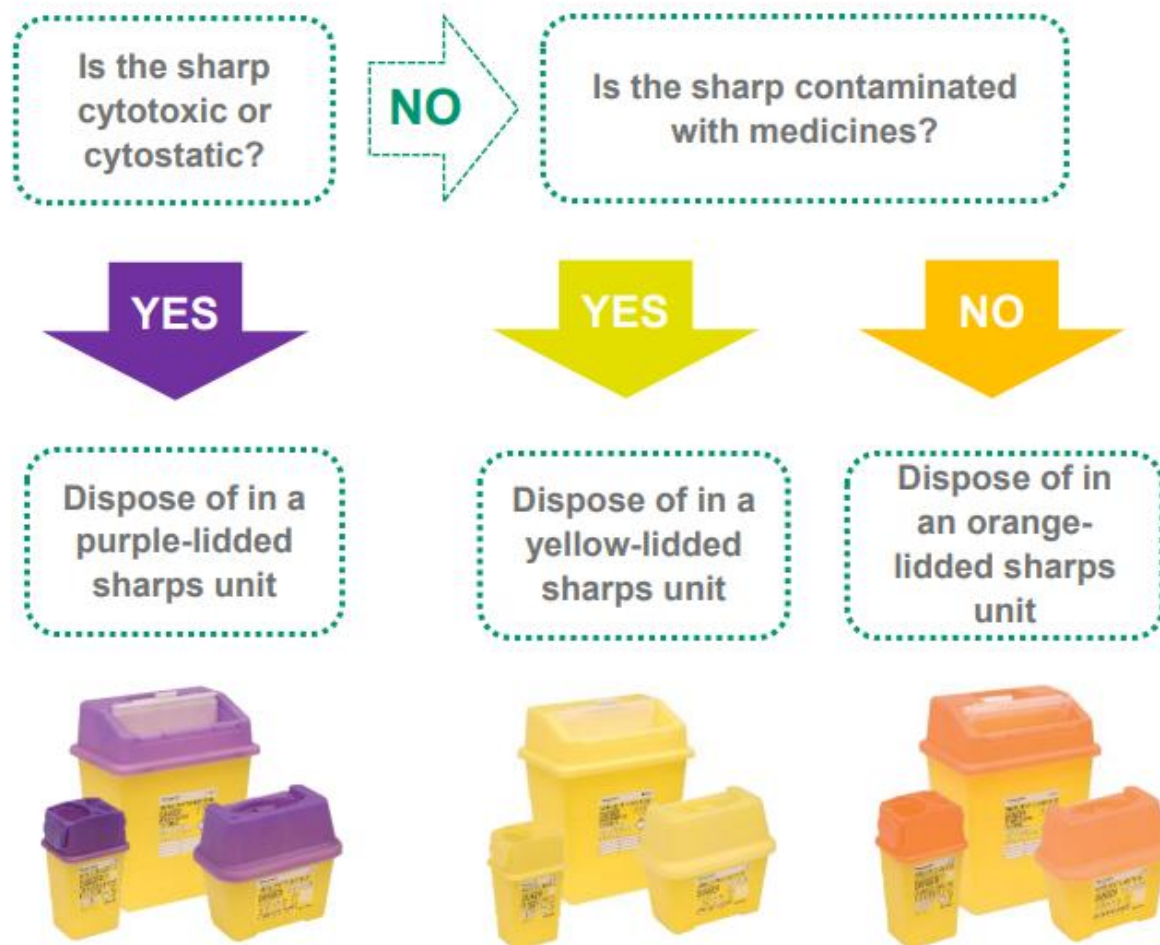 Is the sharp
cytotoxic or
cytostatic?
NO
Is the sharp contaminated
with medicines?
YES
YES
NO
Dispose of in a
purple-lidded
sharps unit
Dispose of in a
yellow-lidded
sharps unit
Dispose of in
an orange-
lidded sharps
unit